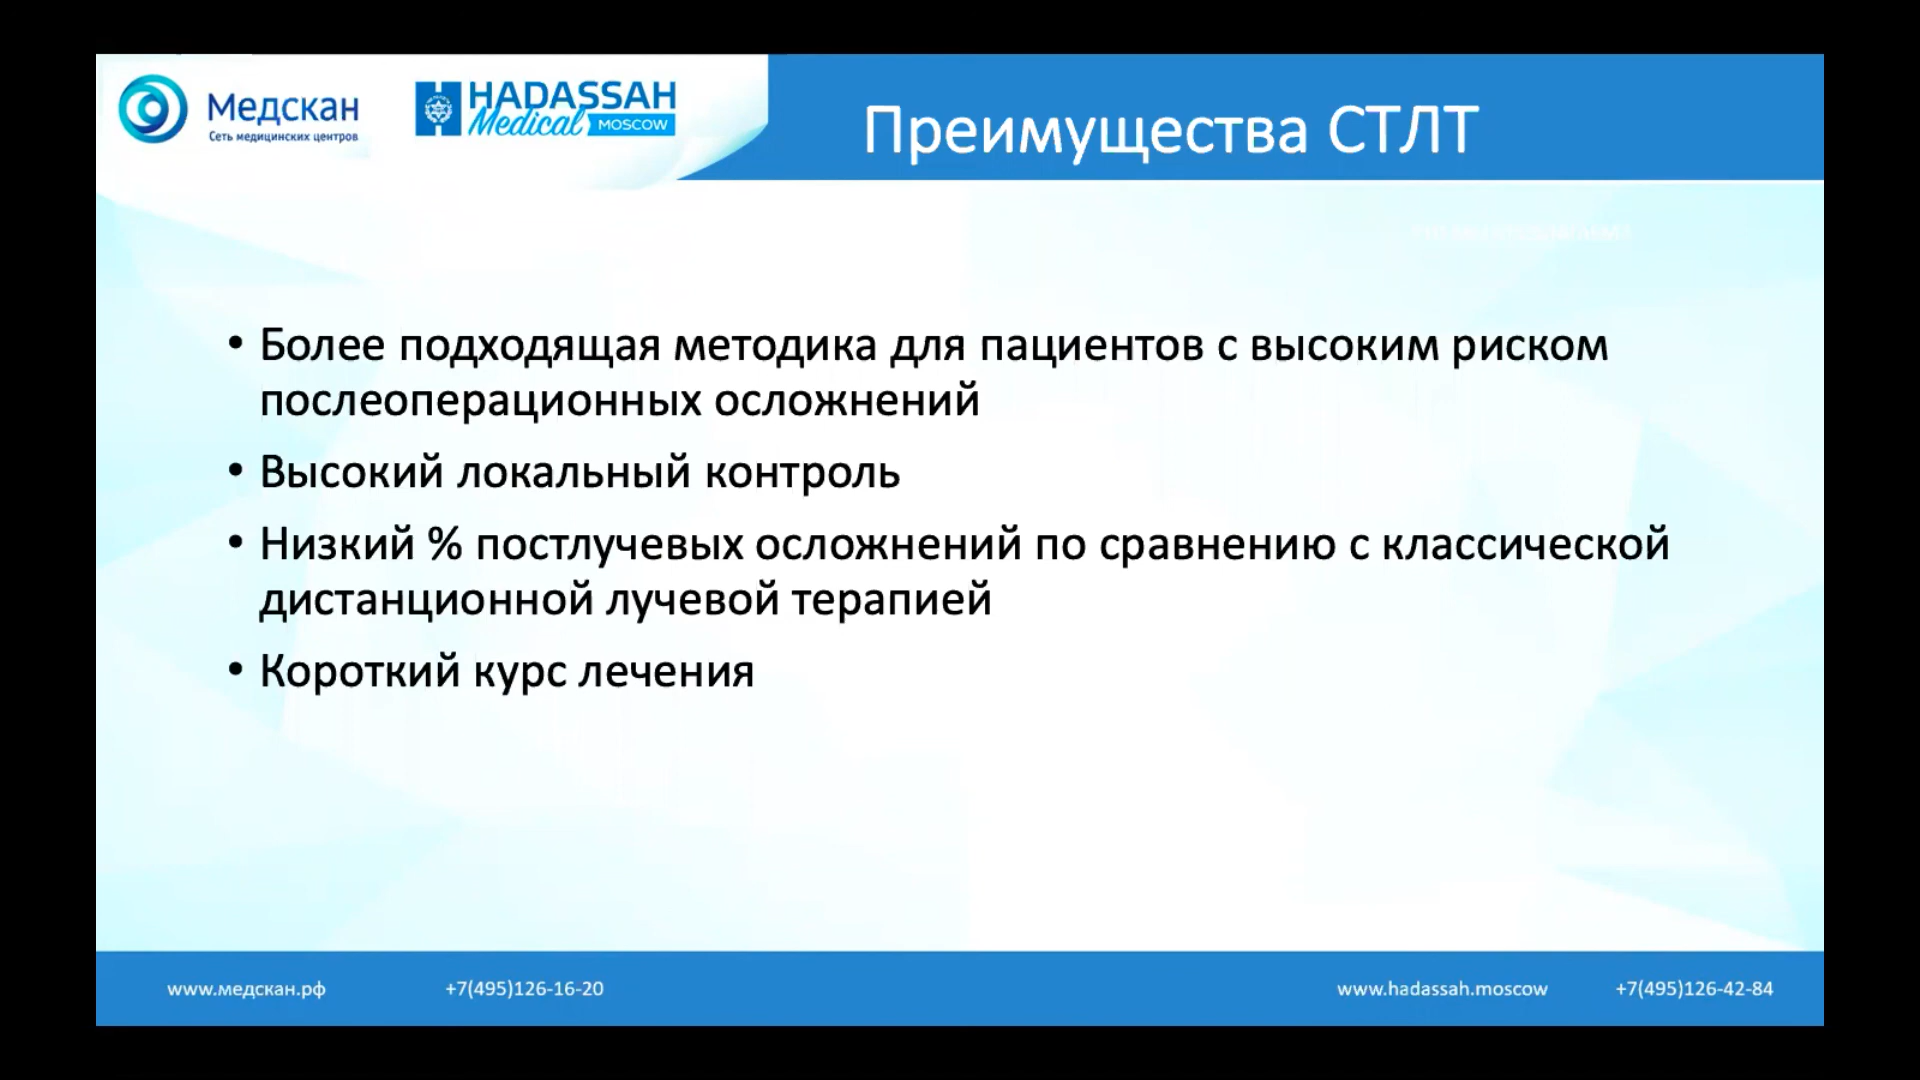 Медскан
Сеть медицинских центров
HADASSAH
Medical MOSCOW
Преимущества СТЛТ
• Более подходящая методика для пациентов с высоким риском
послеоперационных осложнений
• Высокий локальный контроль
• Низкий % постлучевых осложнений по сравнению с классической
дистанционной лучевой терапией
• Короткий курс лечения
www.медскан.рф
+7(495)126-16-20
www.hadassah.moscow
+7(495)126-42-84